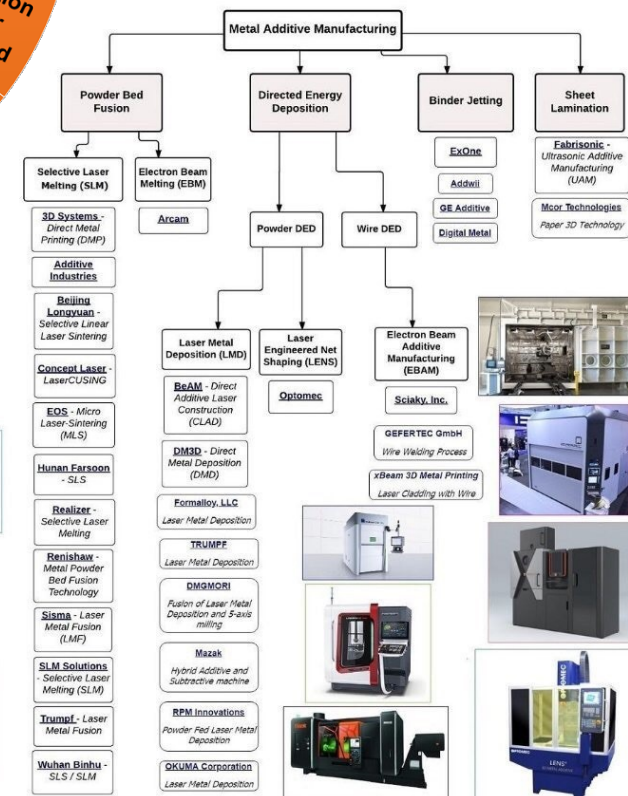 ion
d
Metal Additive Manufacturing
Powder Bed
Fusion
Directed Energy
Deposition
Binder Jetting
Sheet
Lamination
Selective Laser
Melting (SLM)
Electron Beam
Melting (EBM)
3D Systems -
Direct Metal
Printing (DMP)
Additive
Industries
Beijing
Longyuan -
Selective Linear
Laser Sintering
Concept Laser -
LaserCUSING
EOS - Micro
Laser-Sintering
(MLS)
Hunan Farsoon
- SLS
Realizer -
Selective Laser
Melting
Renishaw -
Metal Powder
Bed Fusion
Technology
Sisma - Laser
Metal Fusion
(LMF)
SLM Solutions
- Selective Laser
Melting (SLM)
Trumpf - Laser
Metal Fusion
Wuhan Binhu -
SLS / SLM
Arcam
Powder DED
Wire DED
Laser Metal
Deposition (LMD)
Laser
Engineered Net
Shaping (LENS)
Electron Beam
Additive
Manufacturing
(EBAM)
BeAM - Direct
Additive Laser
Construction
(CLAD)
DM3D - Direct
Metal Deposition
(DMD)
Formalloy, LLC
Laser Metal Deposition
TRUMPF
Laser Metal Deposition
DMGMORI
Fusion of Laser Metal
Deposition and 5-axis
milling
Mazak
Hybrid Additive and
Subtractive machine
RPM Innovations
Powder Fed Laser Metal
Deposition
OKUMA Corporation
Laser Metal Deposition
Optomec
Sciaky, Inc.
GEFERTEC GmbH
Wire Welding Process
xBeam 3D Metal Printing
Laser Cladding with Wire
ExOne
Addwii
GE Additive
Digital Metal
Fabrisonic -
Ultrasonic Additive
Manufacturing
(UAM)
Mcor Technologies
Paper 3D Technology
OPTOMEC
LENS